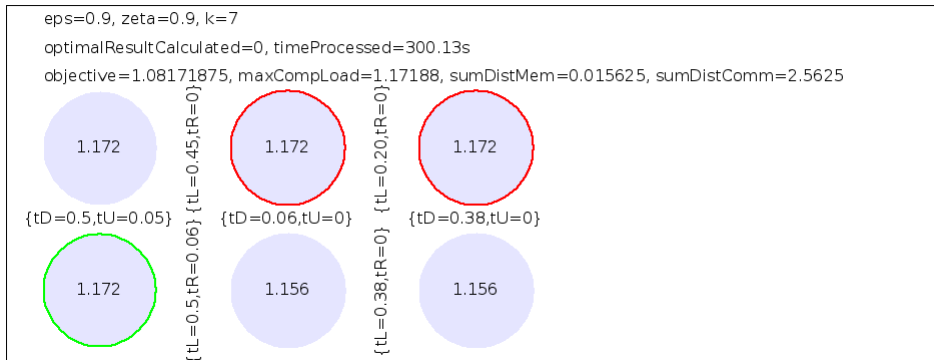 eps=0.9, zeta=0.9, k=7
optimalResultCalculated=0, timeProcessed=300.13s
objective=1.08171875, maxCompLoad=1.17188, sumDistMem=0.015625, sumDistComm=2.5625
1.172
{tL=0.45,tR=0}
1.172
{tL=0.20,tR=0}
1.172
{tD=0.5,tU=0.05}
{tD=0.06,tU=0}
{tD=0.38,tU=0}
1.172
{tL=0.5,tR=0.06}
1.156
{tL=0.38,tR=0}
1.156